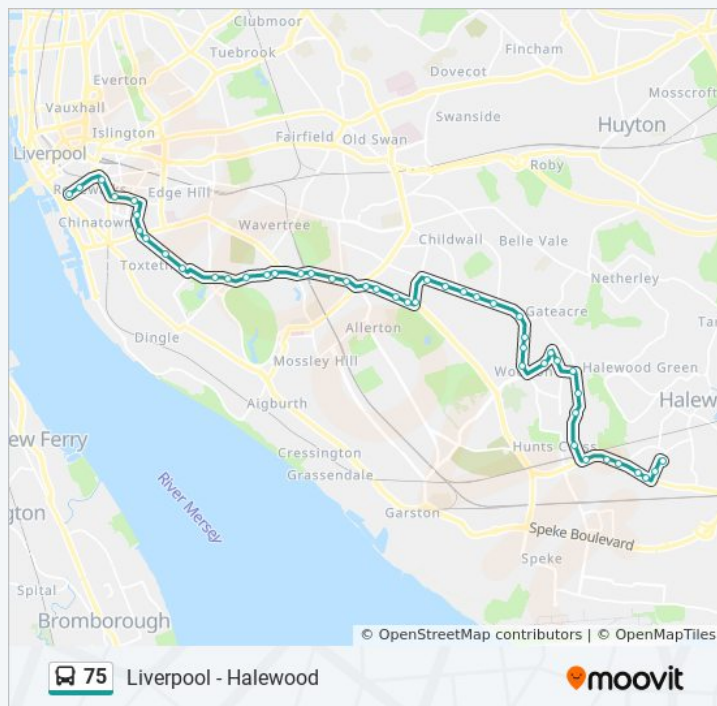 Clubmoor
Tuebrook
Fincham
Everton
Dovecot
Mosscrof
Vauxhall
Swanside
Islington
Fairfield
Old Swan
Huyton
Liverpool
Roby
Edge Hill
Chinatown
Wavertree
Childwall
Belle Vale
Toxteth
Netherley
Gateacre
Ta
Dingle
Allerton
Mossley Hill
Halewood Green
Halew
Aigburth
ew Ferry
Cressington
Hunts Cross
Grassendale
River Mersey
Garston
gton
Speke Boulevard
Speke
Spital
Bromborough
© OpenStreetMap contributors | © OpenMapTiles
75 Liverpool - Halewood
moovit